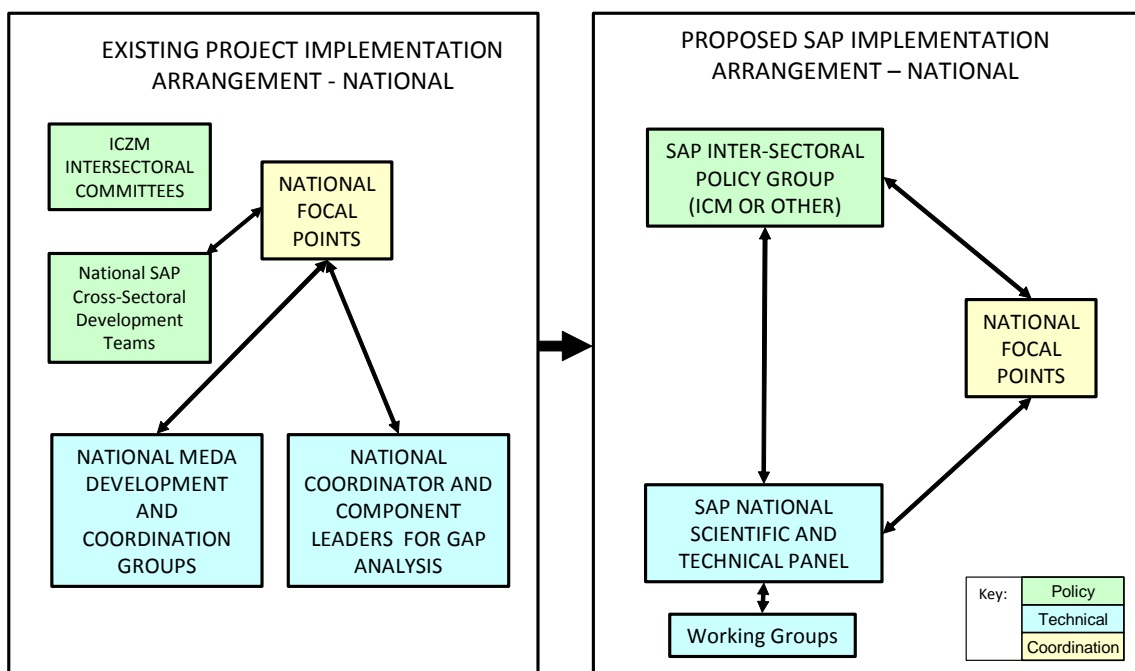 EXISTING PROJECT IMPLEMENTATION
ARRANGEMENT - NATIONAL
ICZM
INTERSECTORAL
COMMITTEES
NATIONAL
FOCAL
POINTS
National SAP
Cross-Sectoral
Development
Teams
NATIONAL MEDA
DEVELOPMENT
AND
COORDINATION
GROUPS
NATIONAL
COORDINATOR AND
COMPONENT
LEADERS FOR GAP
ANALYSIS
PROPOSED SAP IMPLEMENTATION
ARRANGEMENT – NATIONAL
SAP INTER-SECTORAL
POLICY GROUP
(ICM OR OTHER)
NATIONAL
FOCAL
POINTS
SAP NATIONAL
SCIENTIFIC AND
TECHNICAL PANEL
Working Groups
Key:
Policy
Technical
Coordination